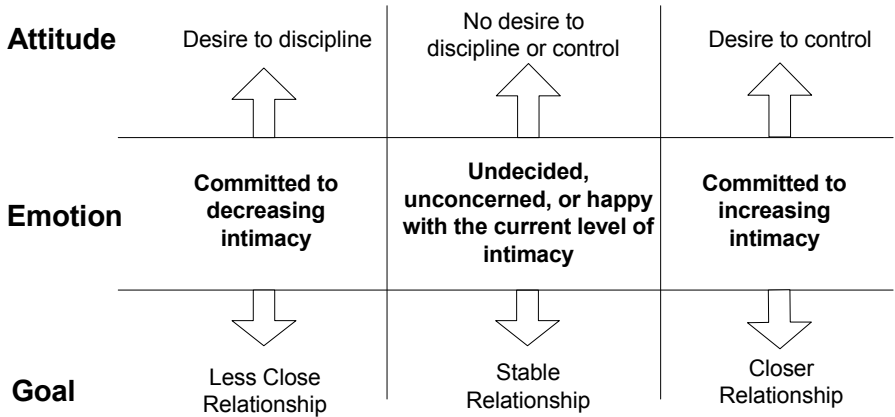 Attitude
Desire to discipline
No desire to
discipline or control
Desire to control
Emotion
Committed to
decreasing
intimacy
Undecided,
unconcerned, or happy
with the current level of
intimacy
Committed to
increasing
intimacy
Goal
Less Close
Relationship
Stable
Relationship
Closer
Relationship